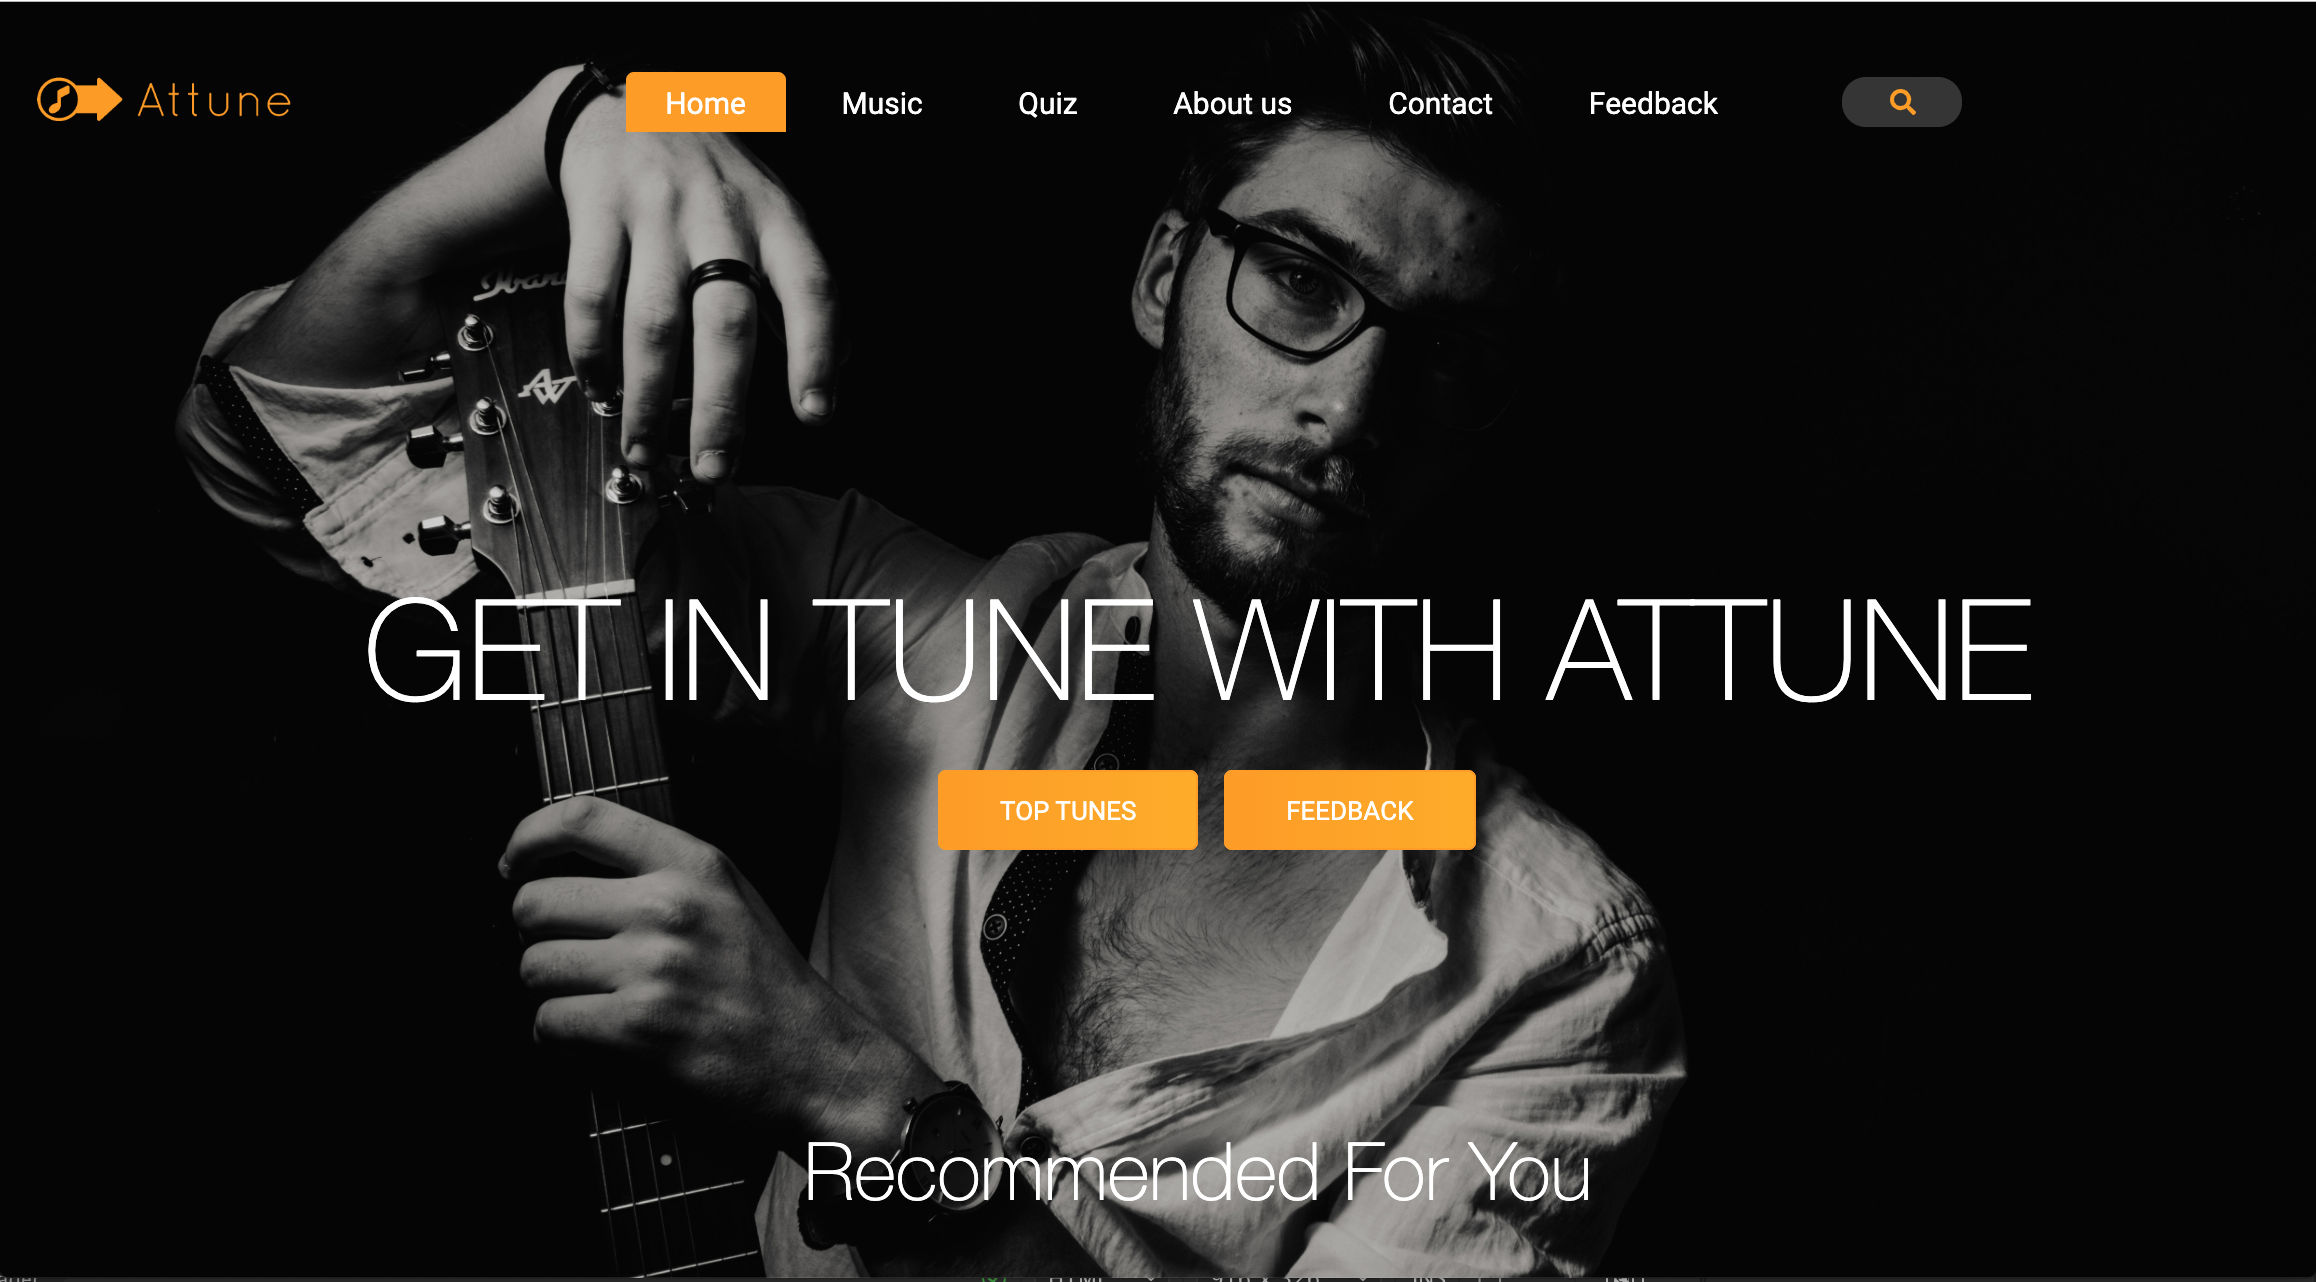 Attune
Home Music Quiz About us Contact Feedback
GET IN TUNE WITH ATTUNE
TOP TUNES FEEDBACK
Recommended For You